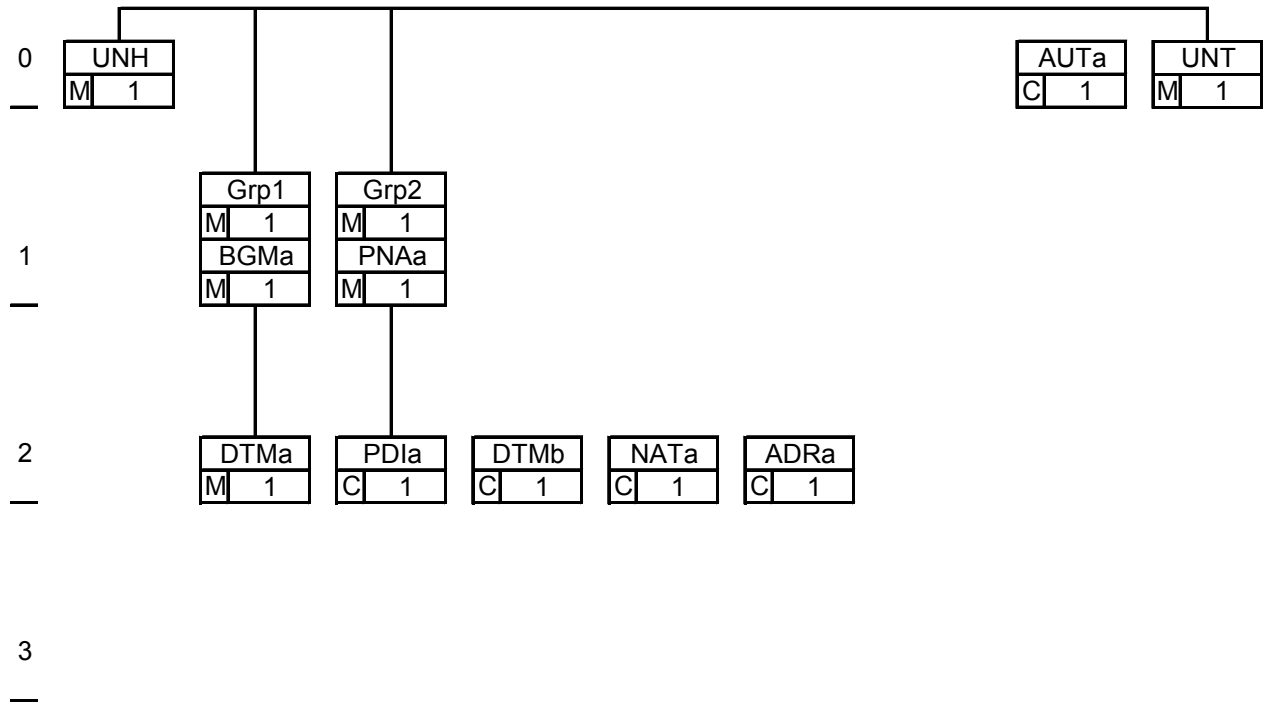 0 UNH AUTa UNT
M 1 C 1 M 1
Grp1 Grp2
M 1 M 1
1 BGMa PNAa
M 1 M 1
2 DTMa PDIa DTMb NATa ADRa
M 1 C 1 C 1 C 1 C 1
3